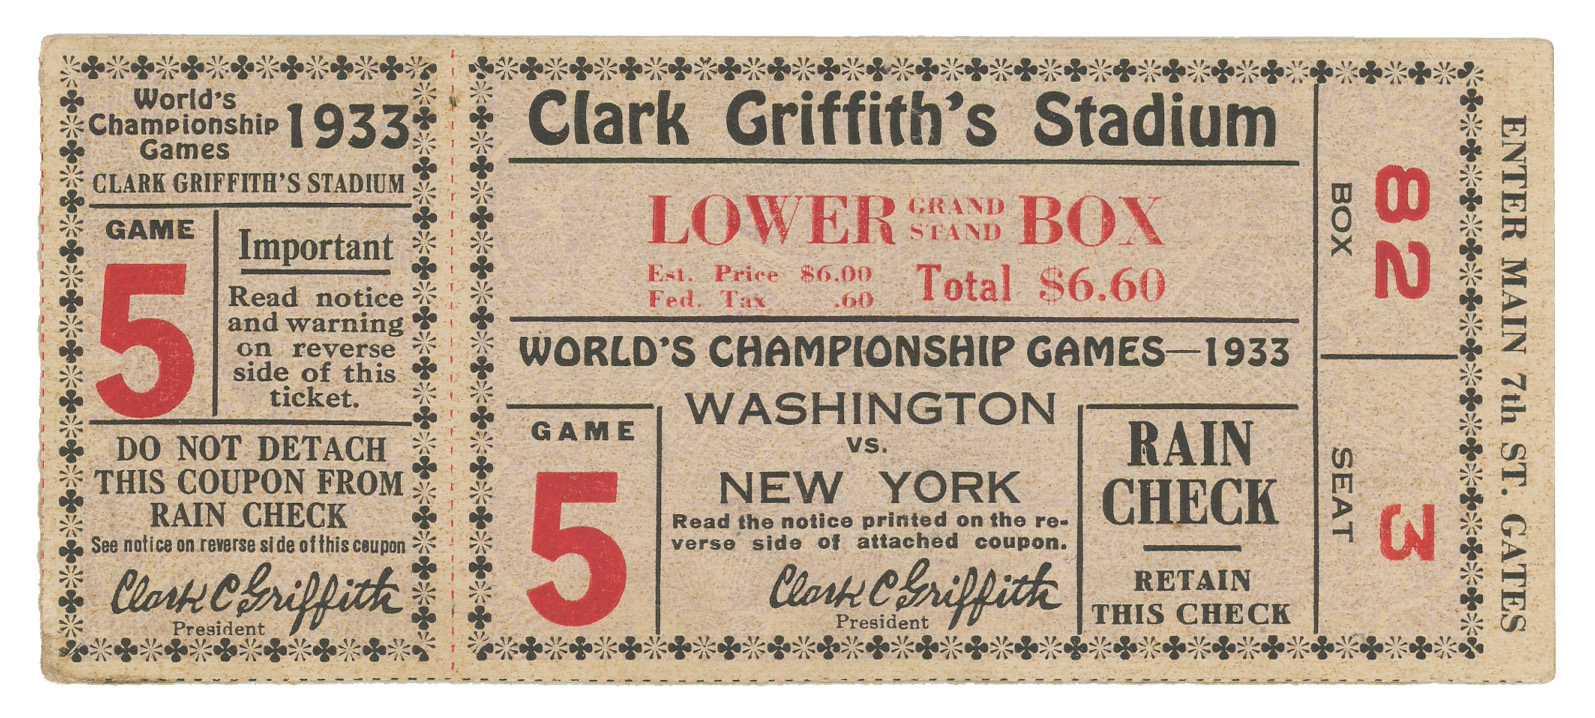 World's
Championship
Games
1933
CLARK GRIFFITH'S STADIUM
GAME
5
Important
Read notice
and warning
on reverse
side of this
ticket.
DO NOT DETACH
THIS COUPON FROM
RAIN CHECK
See notice on reverse side of this coupon
Clark C Griffith
President
Clark Griffith's Stadium
LOWER GRAND STAND BOX
Est. Price $6.00
Fed. Tax .60
Total $6.60
WORLD'S CHAMPIONSHIP GAMES—1933
GAME
5
WASHINGTON
vs.
NEW YORK
Read the notice printed on the re-
verse side of attached coupon.
Clark C Griffith
President
RAIN
CHECK
RETAIN
THIS CHECK
BOX
82
SEAT
3
ENTER MAIN 7th ST. GATES